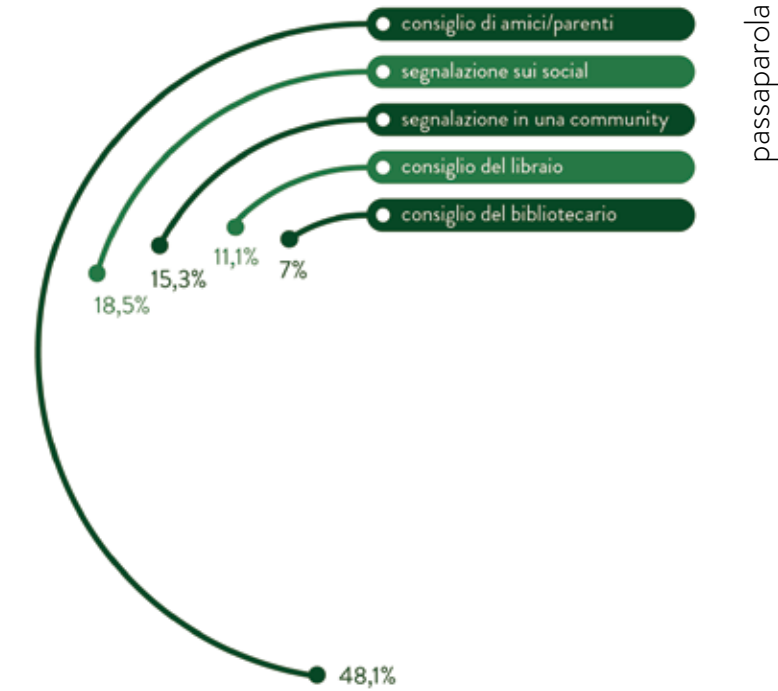 consiglio di amici/parenti
segnalazione sui social
segnalazione in una community
consiglio del libraio
consiglio del bibliotecario
passaparola
11,1%
7%
15,3%
18,5%
48,1%